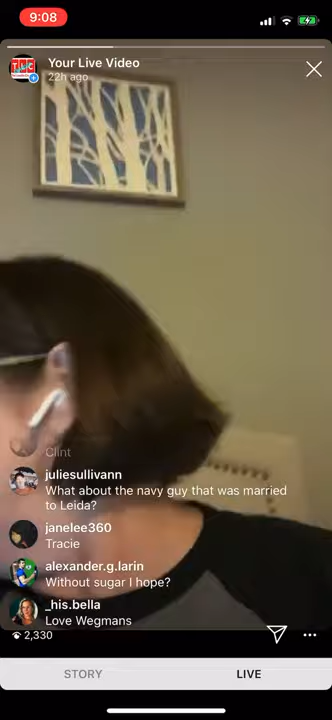 9:08
Your Live Video
22h ago
TLC
Clint
juliesullivann
What about the navy guy that was married
to Leida?
janelee360
Tracie
alexander.g.larin
Without sugar I hope?
_his.bella
Love Wegmans
2,330
STORY
LIVE